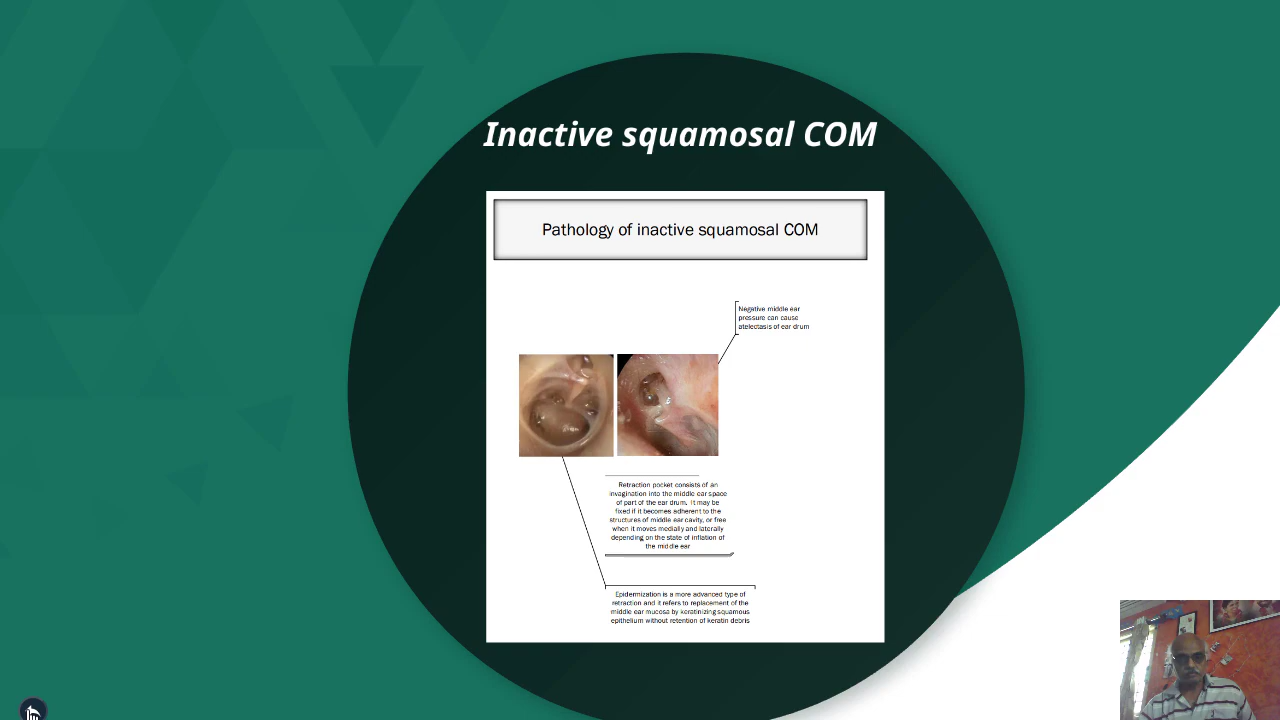 Inactive squamosal COM
Pathology of inactive squamosal COM
Negative middle ear
pressure can cause
atelectasis of ear drum
Retraction pocket consists of an
invagination into the middle ear space
of part of the ear drum. It may be
fixed if it becomes adherent to the
structures of middle ear cavity, or free
when it moves medially and laterally
depending on the state of inflation of
the middle ear
Epidermization is a more advanced type of
retraction and it refers to replacement of the
middle ear mucosa by keratinizing squamous
epithelium without retention of keratin debris